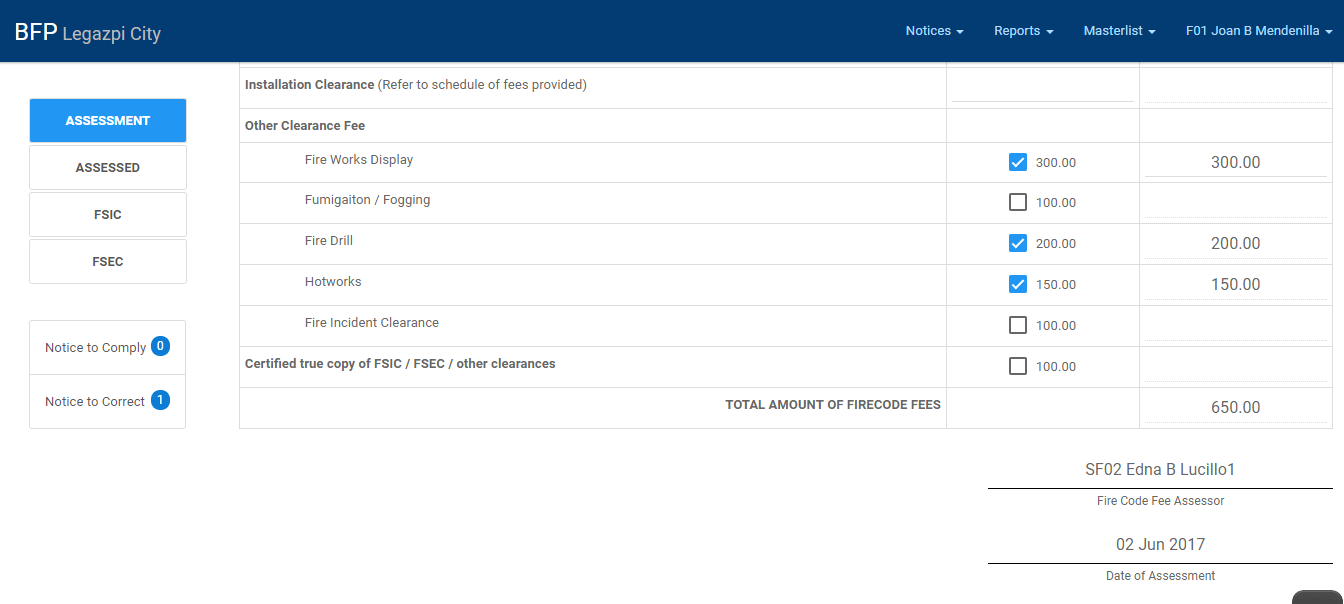 BFP Legazpi City
Notices
Reports
Masterlist
F01 Joan B Mendenilla
ASSESSMENT
ASSESSED
FSIC
FSEC
Notice to Comply 0
Notice to Correct 1
Installation Clearance (Refer to schedule of fees provided)
Other Clearance Fee
Fire Works Display 300.00 300.00
Fumigaiton / Fogging 100.00
Fire Drill 200.00 200.00
Hotworks 150.00 150.00
Fire Incident Clearance 100.00
Certified true copy of FSIC / FSEC / other clearances 100.00
TOTAL AMOUNT OF FIRECODE FEES 650.00
SF02 Edna B Lucillo1
Fire Code Fee Assessor
02 Jun 2017
Date of Assessment